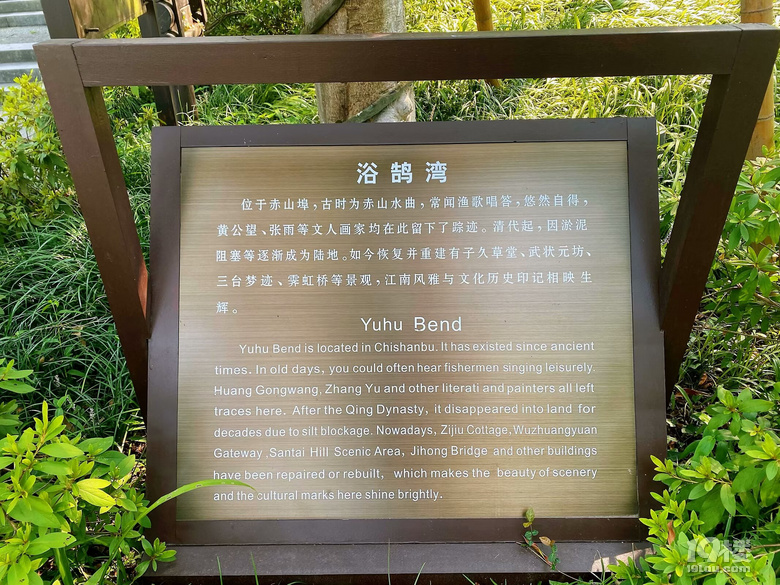 浴鹄湾
位于赤山埠，古时为赤山水曲，常闻渔歌唱答，悠然自得，
黄公望、张雨等文人画家均在此留下了踪迹。清代起，因淤泥
阻塞等逐渐成为陆地。如今恢复并重建有子久草堂、武状元坊、
三台梦迹、霁虹桥等景观，江南风雅与文化历史印记相映生
辉。
Yuhu Bend
Yuhu Bend is located in Chishanbu. It has existed since ancient
times. In old days, you could often hear fishermen singing leisurely.
Huang Gongwang, Zhang Yu and other literati and painters all left
traces here. After the Qing Dynasty, it disappeared into land for
decades due to silt blockage. Nowadays, Zijiu Cottage, Wuzhuangyuan
Gateway ,Santai Hill Scenic Area, Jihong Bridge and other buildings
have been repaired or rebuilt, which makes the beauty of scenery
and the cultural marks here shine brightly.
19楼
19lou.com